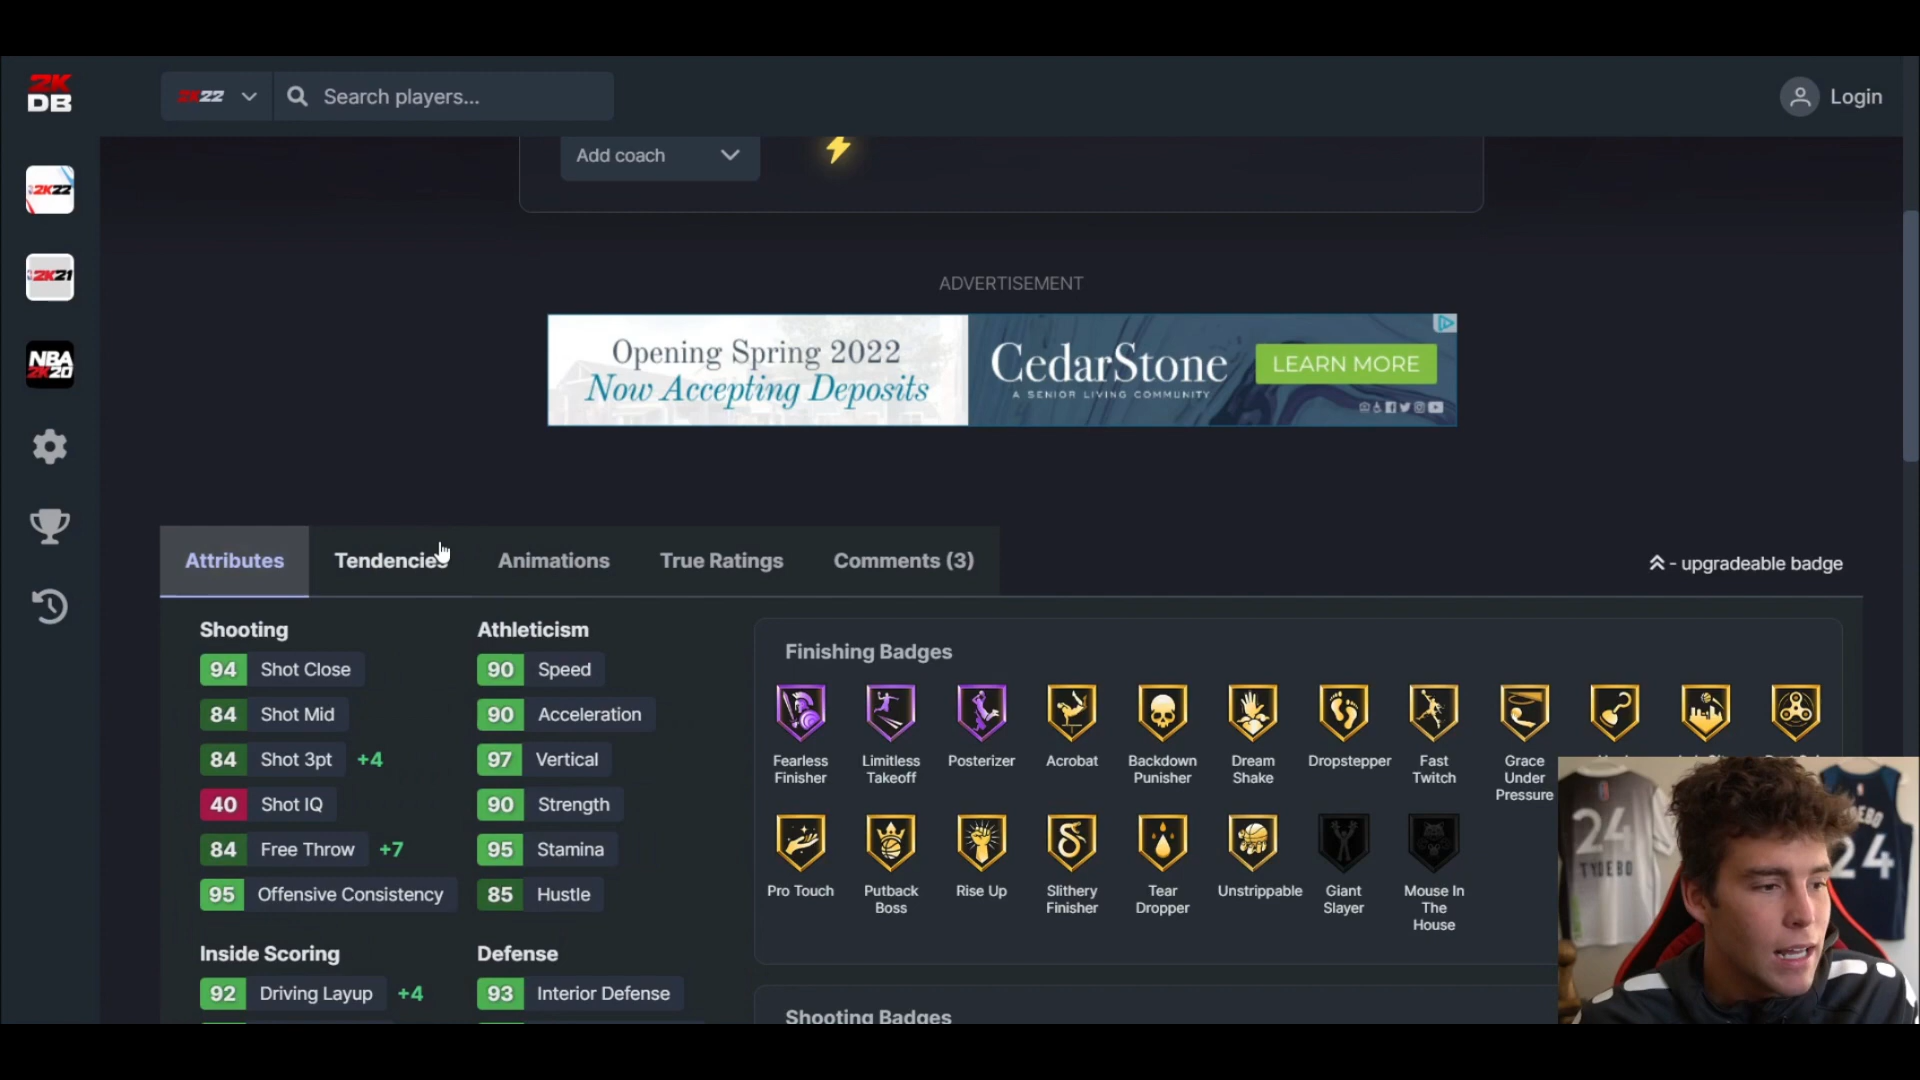 2K
DB
2K22
Search players...
Login
2K22
2K21
NBA
2K20
Add coach
ADVERTISEMENT
Opening Spring 2022
Now Accepting Deposits
CedarStone
A SENIOR LIVING COMMUNITY
LEARN MORE
Attributes
Tendencies
Animations
True Ratings
Comments (3)
- upgradeable badge
Shooting
94 Shot Close
84 Shot Mid
84 Shot 3pt +4
40 Shot IQ
84 Free Throw +7
95 Offensive Consistency
Inside Scoring
92 Driving Layup +4
Athleticism
90 Speed
90 Acceleration
97 Vertical
90 Strength
95 Stamina
85 Hustle
Defense
93 Interior Defense
Finishing Badges
Fearless
Finisher
Limitless
Takeoff
Posterizer
Acrobat
Backdown
Punisher
Dream
Shake
Dropstepper
Fast
Twitch
Grace
Under
Pressure
Pro Touch
Putback
Boss
Rise Up
Slithery
Finisher
Tear
Dropper
Unstrippable
Giant
Slayer
Mouse In
The
House
Shooting Badges
24
TYDEBO
24